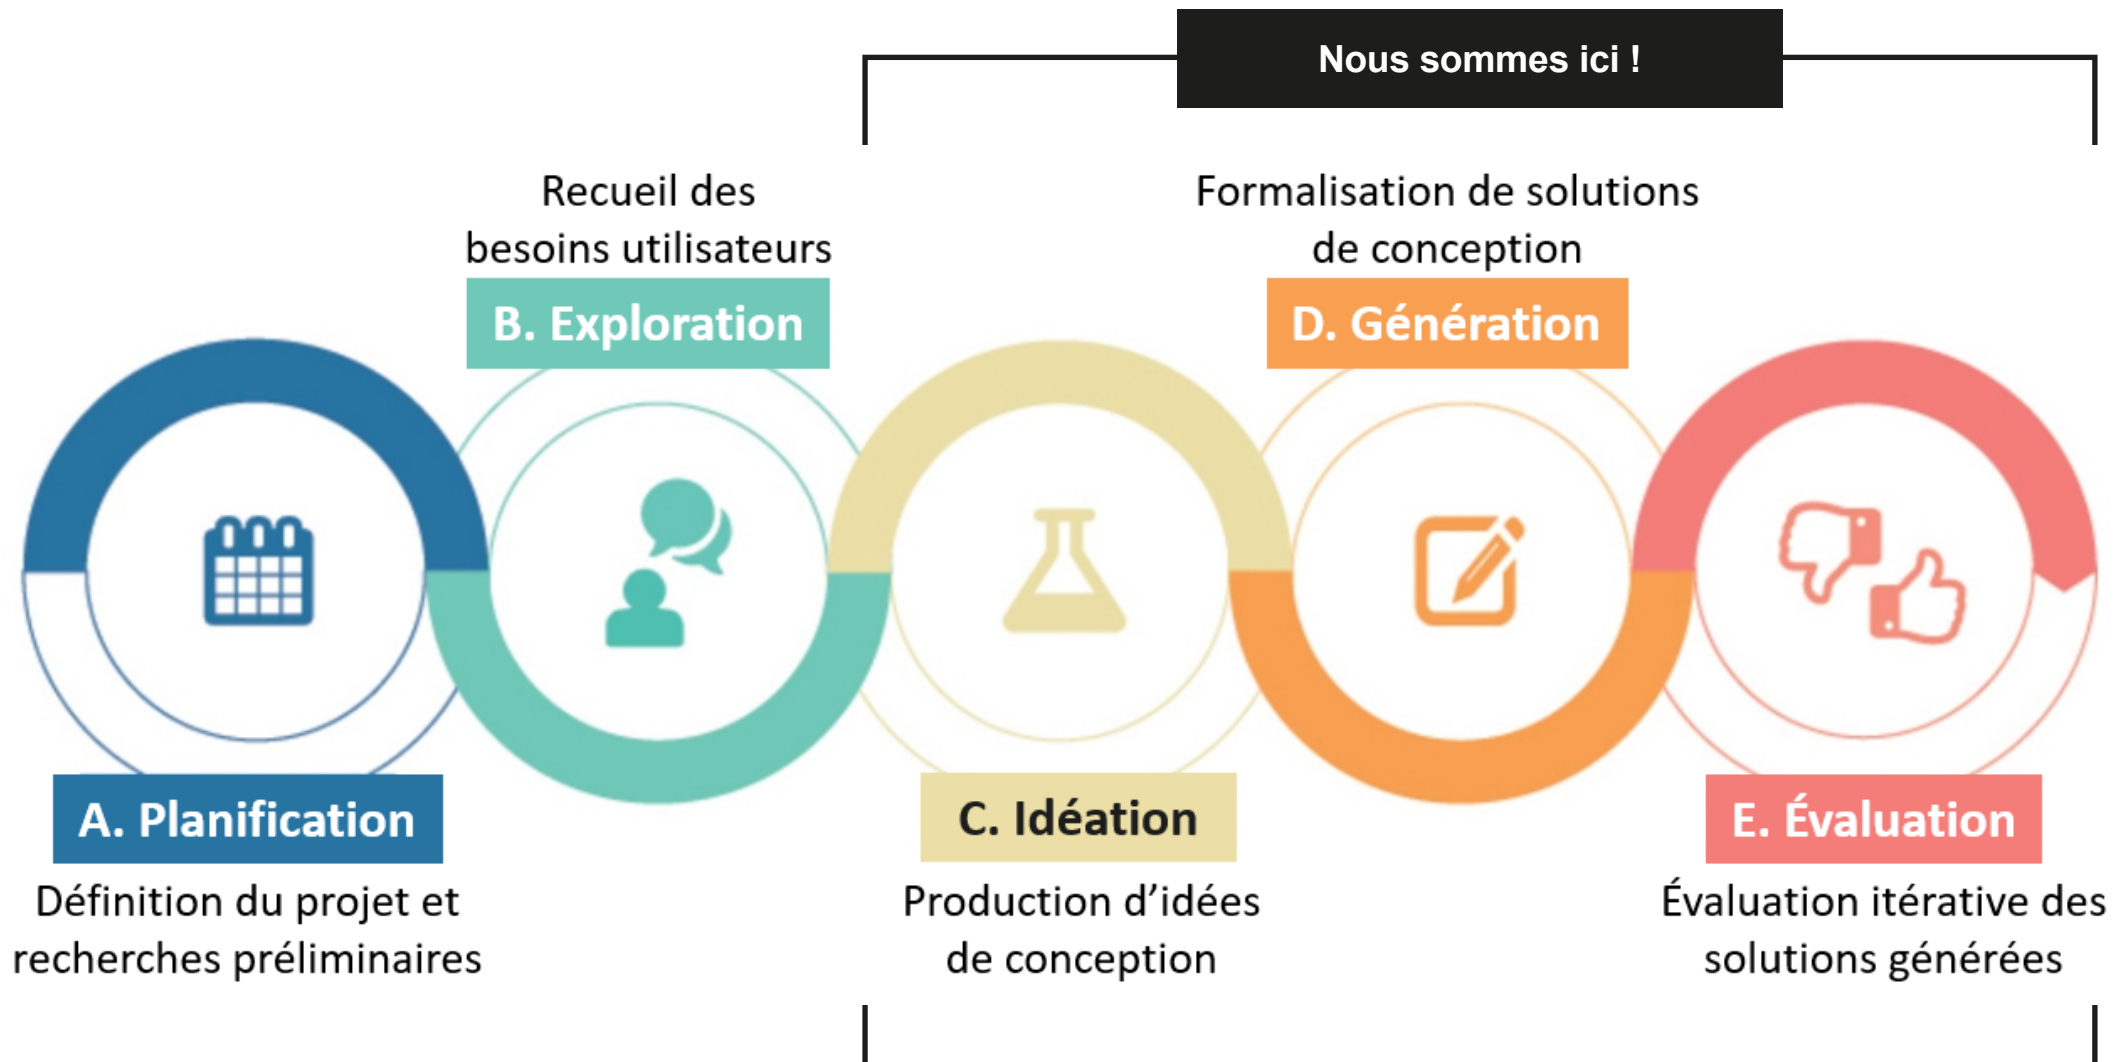 Nous sommes ici !
Recueil des
besoins utilisateurs
B. Exploration
Formalisation de solutions
de conception
D. Génération
A. Planification
Définition du projet et
recherches préliminaires
C. Idéation
Production d’idées
de conception
E. Évaluation
Évaluation itérative des
solutions générées